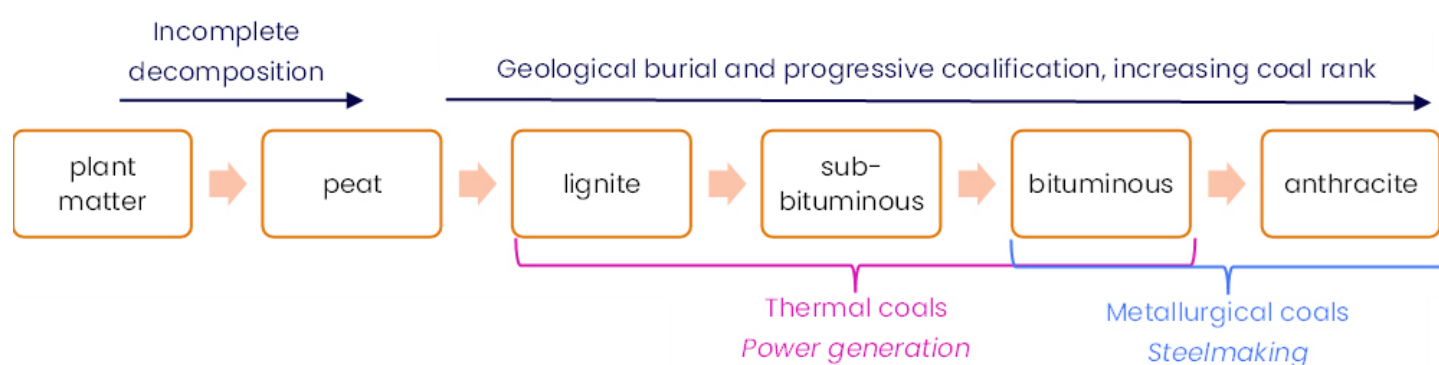 Incomplete
decomposition
Geological burial and progressive coalification, increasing coal rank
plant
matter
peat
lignite
sub-
bituminous
bituminous
anthracite
Thermal coals
Power generation
Metallurgical coals
Steelmaking